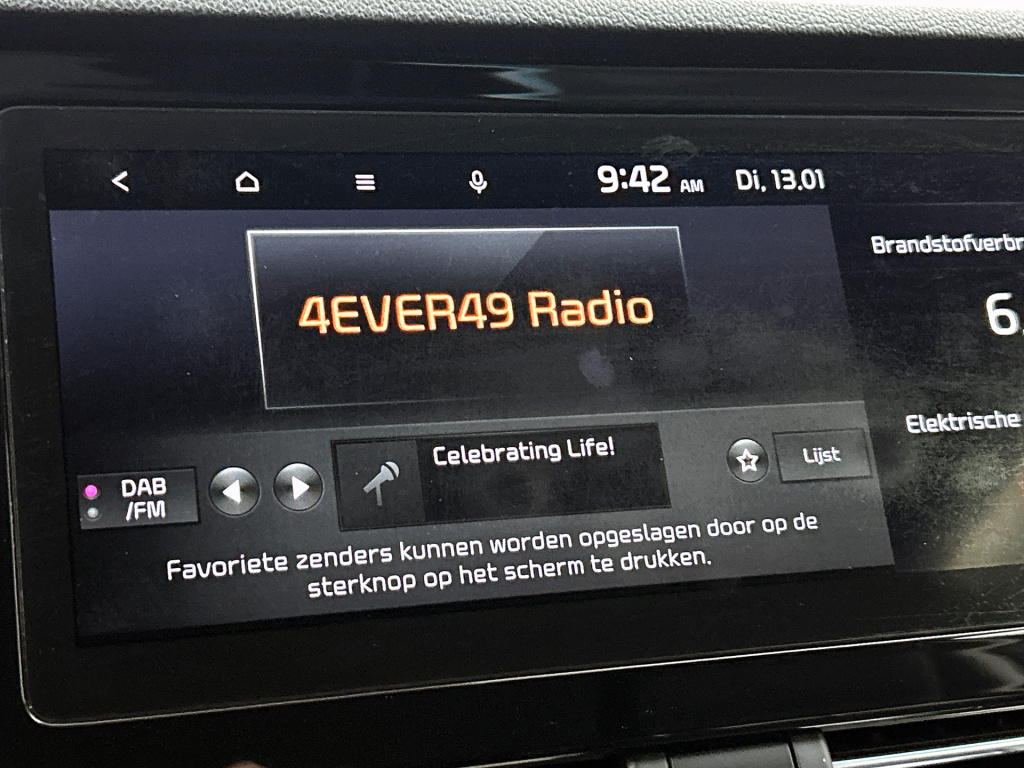 9:42 AM Di, 13.01
4EVER49 Radio
Celebrating Life!
DAB
/FM
Lijst
Favoriete zenders kunnen worden opgeslagen door op de
sterknop op het scherm te drukken.
Brandstofverbr
6
Elektrische